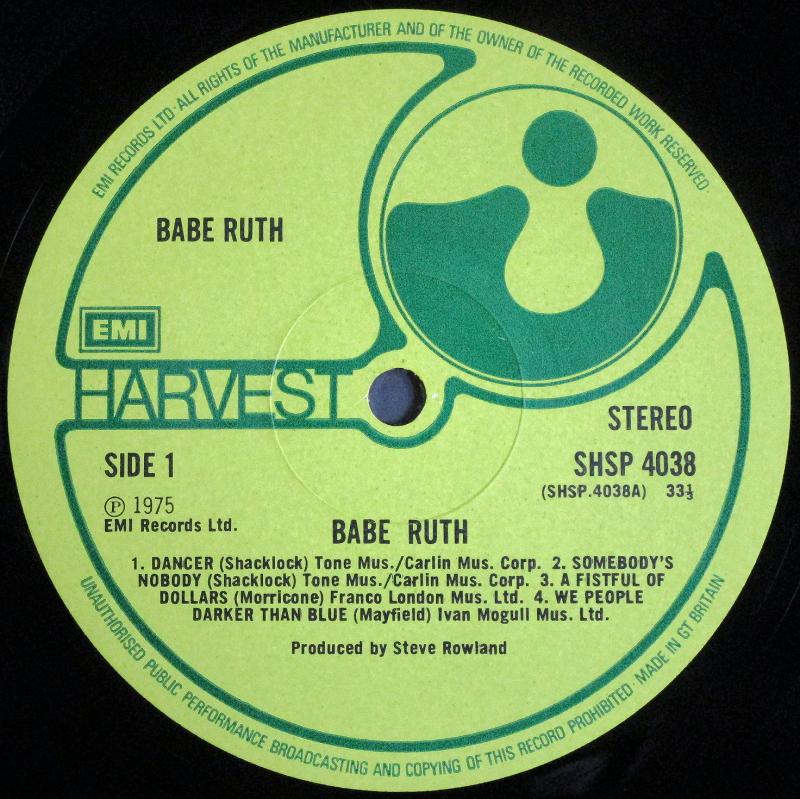 EMI RECORDS LTD·ALL RIGHTS OF THE MANUFACTURER AND OF THE OWNER OF THE RECORDED WORK RESERVED·
BABE RUTH
EMI
HARVEST
STEREO
SIDE 1
SHSP 4038
(SHSP.4038A) 33⅓
Ⓟ 1975
EMI Records Ltd.
BABE RUTH
1. DANCER (Shacklock) Tone Mus./Carlin Mus. Corp. 2. SOMEBODY'S
NOBODY (Shacklock) Tone Mus./Carlin Mus. Corp. 3. A FISTFUL OF
DOLLARS (Morricone) Franco London Mus. Ltd. 4. WE PEOPLE
DARKER THAN BLUE (Mayfield) Ivan Mogull Mus. Ltd.
Produced by Steve Rowland
UNAUTHORISED PUBLIC PERFORMANCE BROADCASTING AND COPYING OF THIS RECORD PROHIBITED·MADE IN GT BRITAIN